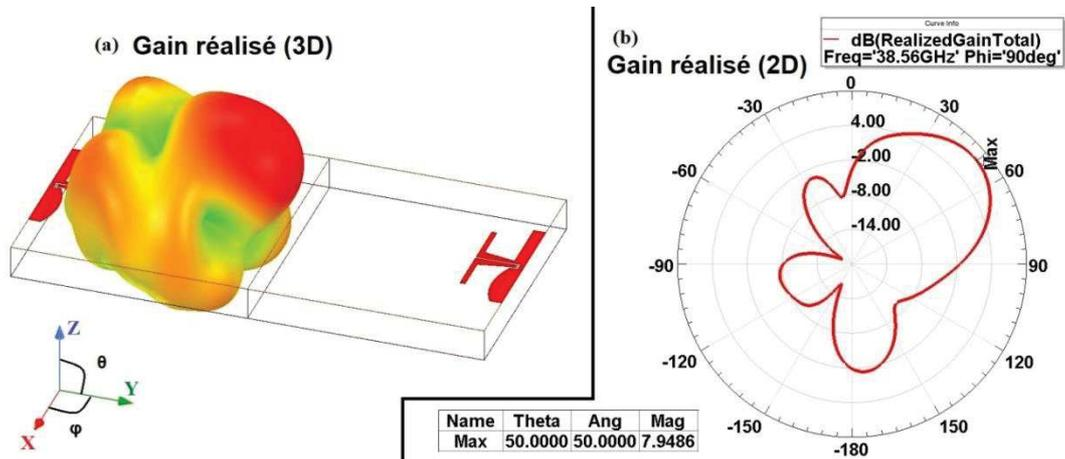 (a) Gain réalisé (3D)
Z
θ
Y
X
φ
(b)
Gain réalisé (2D)
Curve Info
dB(RealizedGainTotal)
Freq='38.56GHz' Phi='90deg'
0
-30
30
4.00
Max
-60
-2.00
60
-8.00
-14.00
-90
90
-120
120
-150
150
-180
Name Theta Ang Mag
Max 50.0000 50.0000 7.9486